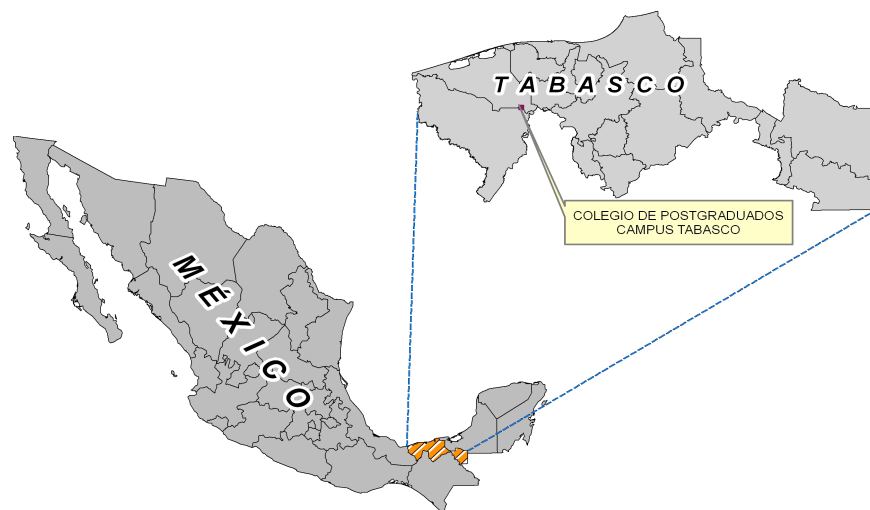 TABASCO
COLEGIO DE POSTGRADUADOS
CAMPUS TABASCO
MÉXICO